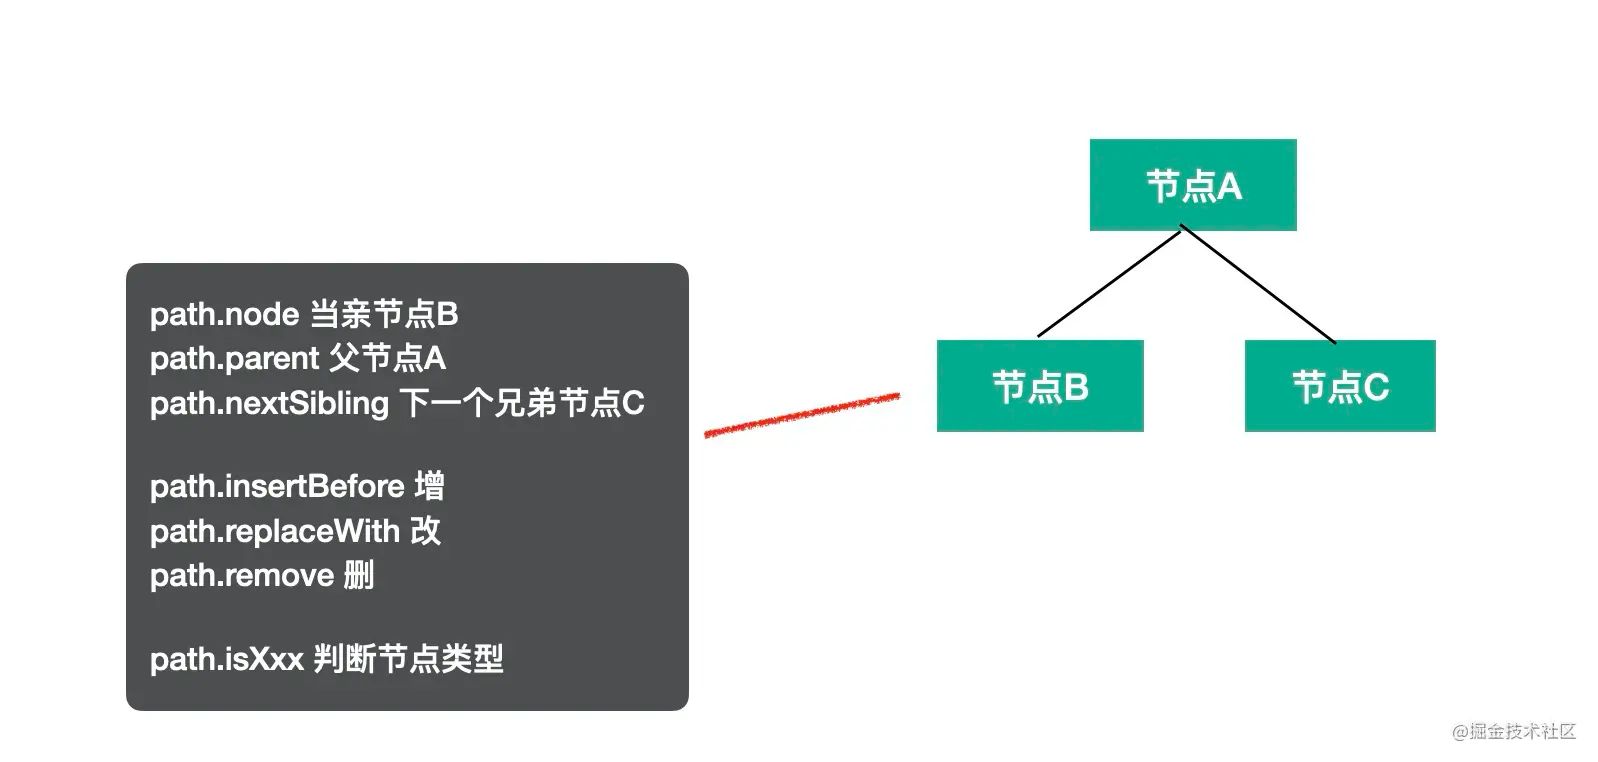 节点A
path.node 当亲节点B
path.parent 父节点A
path.nextSibling 下一个兄弟节点C
path.insertBefore 增
path.replaceWith 改
path.remove 删
path.isXxx 判断节点类型
节点B
节点C
@掘金技术社区